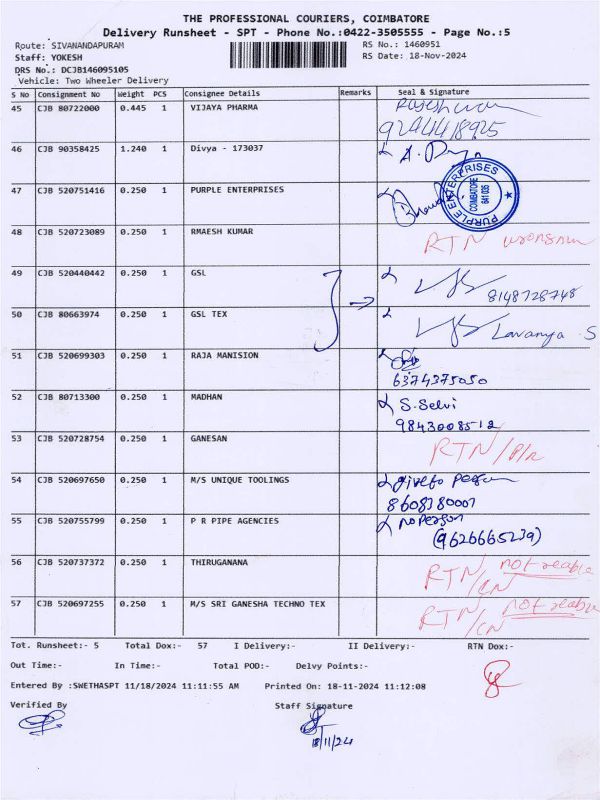 THE PROFESSIONAL COURIERS, COIMBATORE
Delivery Runsheet - SPT - Phone No.:0422-3505555 - Page No.:5
Route: SIVANANDAPURAM RS No.: 1460951
Staff: YOKESH RS Date: 18-Nov-2024
DRS No.: DCJB146095105
Vehicle: Two Wheeler Delivery
S No Consignment No Weight PCS Consignee Details Remarks Seal & Signature
45 CJB 80722000 0.445 1 VIJAYA PHARMA
9244418925
46 CJB 90358425 1.240 1 Divya - 173037
47 CJB 520751416 0.250 1 PURPLE ENTERPRISES
PURPLE ENTERPRISES
COIMBATORE
641 035
48 CJB 520723089 0.250 1 RMAESH KUMAR RTN
49 CJB 520440442 0.250 1 GSL
8148728748
50 CJB 80663974 0.250 1 GSL TEX Lavanya . S
51 CJB 520699303 0.250 1 RAJA MANISION
6374375050
52 CJB 80713300 0.250 1 MADHAN S. Selvi
9843008512
53 CJB 520728754 0.250 1 GANESAN RTN
54 CJB 520697650 0.250 1 M/S UNIQUE TOOLINGS
8608380007
55 CJB 520755799 0.250 1 P R PIPE AGENCIES no Person
(9626665239)
56 CJB 520737372 0.250 1 THIRUGANANA RTN/CN not reable
57 CJB 520697255 0.250 1 M/S SRI GANESHA TECHNO TEX RTN/CN not reable
Tot. Runsheet:- 5 Total Dox:- 57 I Delivery:- II Delivery:- RTN Dox:-
Out Time:- In Time:- Total POD:- Delvy Points:-
Entered By :SWETHASPT 11/18/2024 11:11:55 AM Printed On: 18-11-2024 11:12:08
Verified By Staff Signature
18/11/24